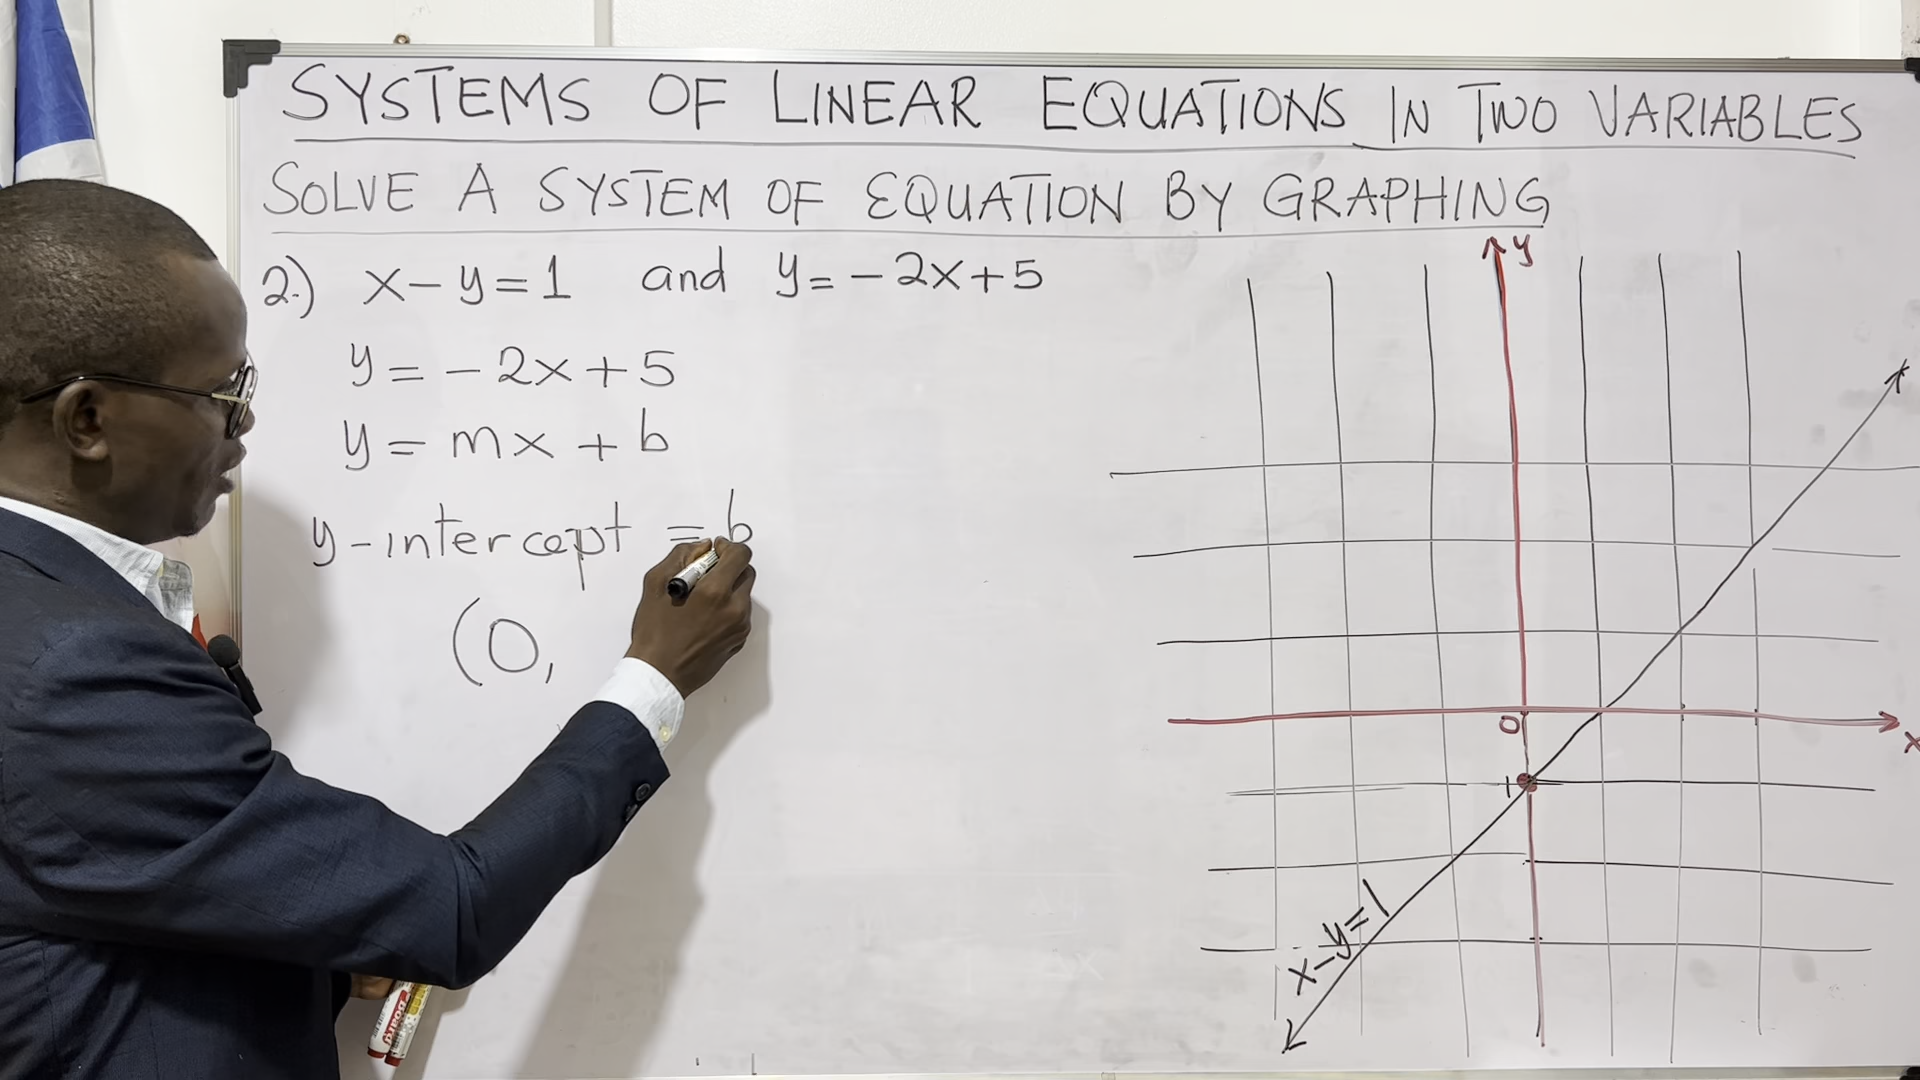 SYSTEMS OF LINEAR EQUATIONS IN TWO VARIABLES
SOLVE A SYSTEM OF EQUATION BY GRAPHING
2.) x-y=1 and y=-2x+5
y=-2x+5
y=mx+b
y-intercept = b
(0,
y
0
x
-1
x-y=1